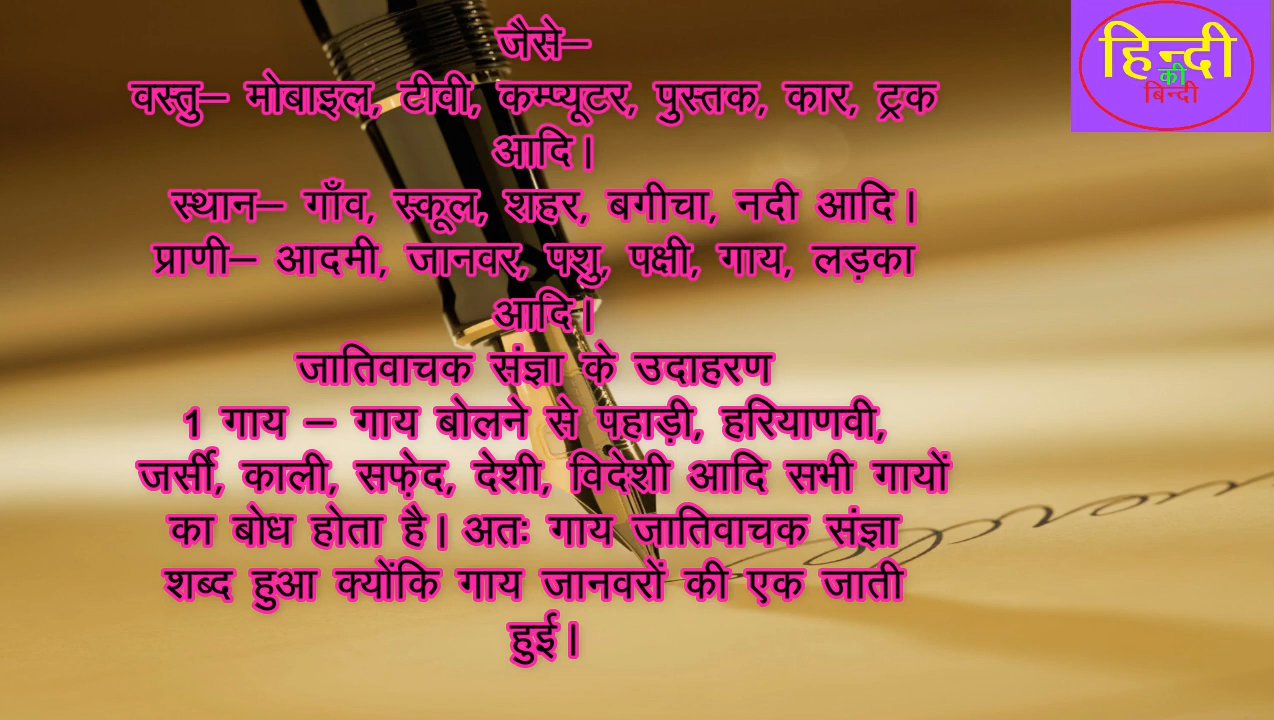 जैसे–
वस्तु– मोबाइल, टीवी, कम्प्यूटर, पुस्तक, कार, ट्रक
आदि।
स्थान– गाँव, स्कूल, शहर, बगीचा, नदी आदि।
प्राणी– आदमी, जानवर, पशु, पक्षी, गाय, लड़का
आदि।
जातिवाचक संज्ञा के उदाहरण
1 गाय – गाय बोलने से पहाड़ी, हरियाणवी,
जर्सी, काली, सफ़ेद, देशी, विदेशी आदि सभी गायों
का बोध होता है। अतः गाय जातिवाचक संज्ञा
शब्द हुआ क्योंकि गाय जानवरों की एक जाती
हुई।
हिन्दी
की
बिन्दी